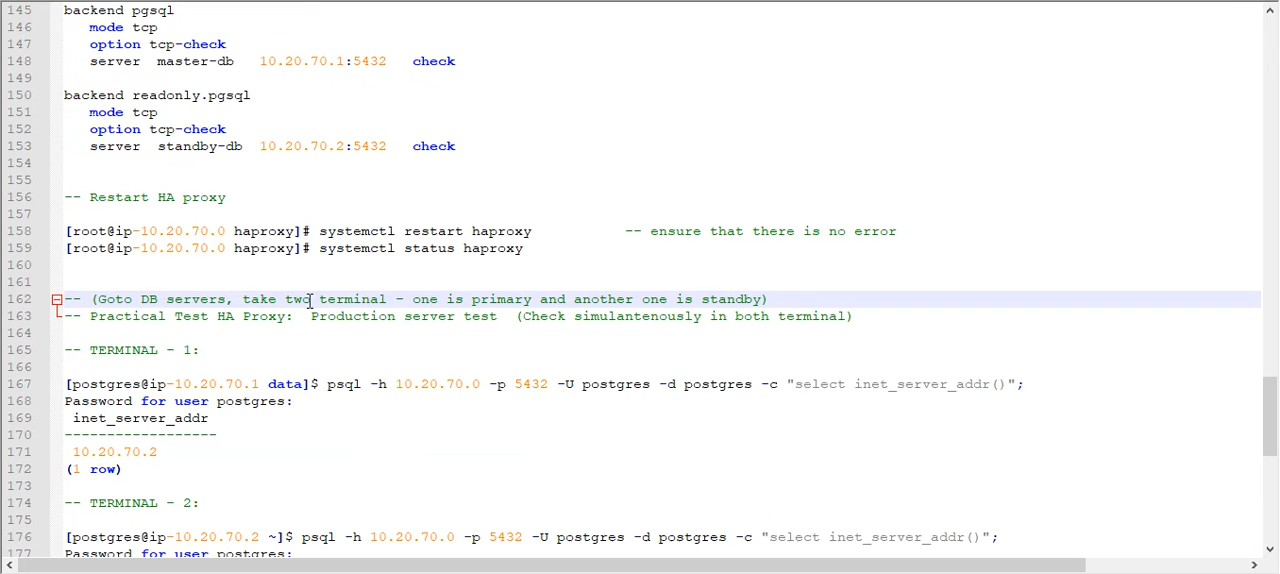 145 backend pgsql
146 mode tcp
147 option tcp-check
148 server master-db 10.20.70.1:5432 check
149
150 backend readonly.pgsql
151 mode tcp
152 option tcp-check
153 server standby-db 10.20.70.2:5432 check
154
155
156 -- Restart HA proxy
157
158 [root@ip-10.20.70.0 haproxy]# systemctl restart haproxy -- ensure that there is no error
159 [root@ip-10.20.70.0 haproxy]# systemctl status haproxy
160
161
162 -- (Goto DB servers, take two terminal - one is primary and another one is standby)
163 -- Practical Test HA Proxy: Production server test (Check simulantenously in both terminal)
164
165 -- TERMINAL - 1:
166
167 [postgres@ip-10.20.70.1 data]$ psql -h 10.20.70.0 -p 5432 -U postgres -d postgres -c "select inet_server_addr()";
168 Password for user postgres:
169 inet_server_addr
170 ------------------
171 10.20.70.2
172 (1 row)
173
174 -- TERMINAL - 2:
175
176 [postgres@ip-10.20.70.2 ~]$ psql -h 10.20.70.0 -p 5432 -U postgres -d postgres -c "select inet_server_addr()";
177 Password for user postgres: